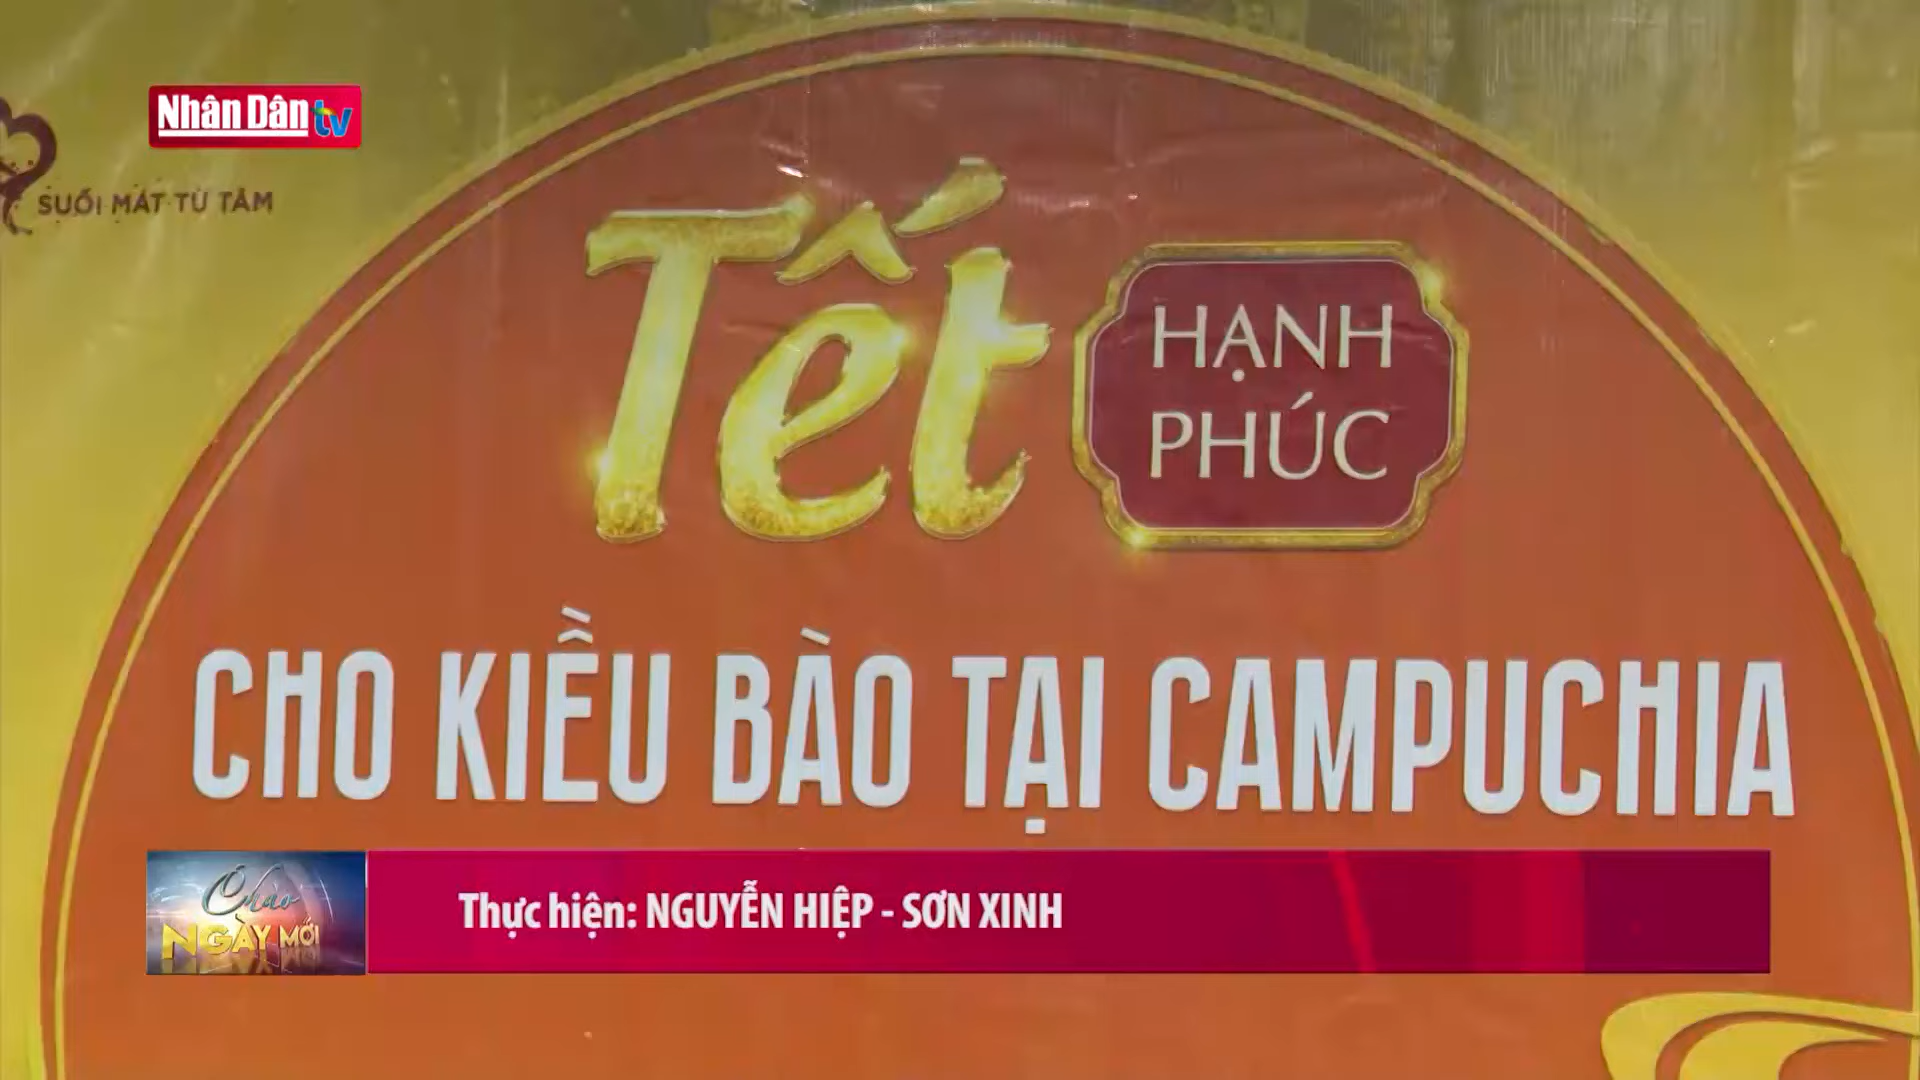 Nhân Dân tv
SUỐI MÁT TỪ TÂM
Tết
HẠNH
PHÚC
CHO KIỀU BÀO TẠI CAMPUCHIA
Chào
NGÀY MỚI
Thực hiện: NGUYỄN HIỆP - SƠN XINH